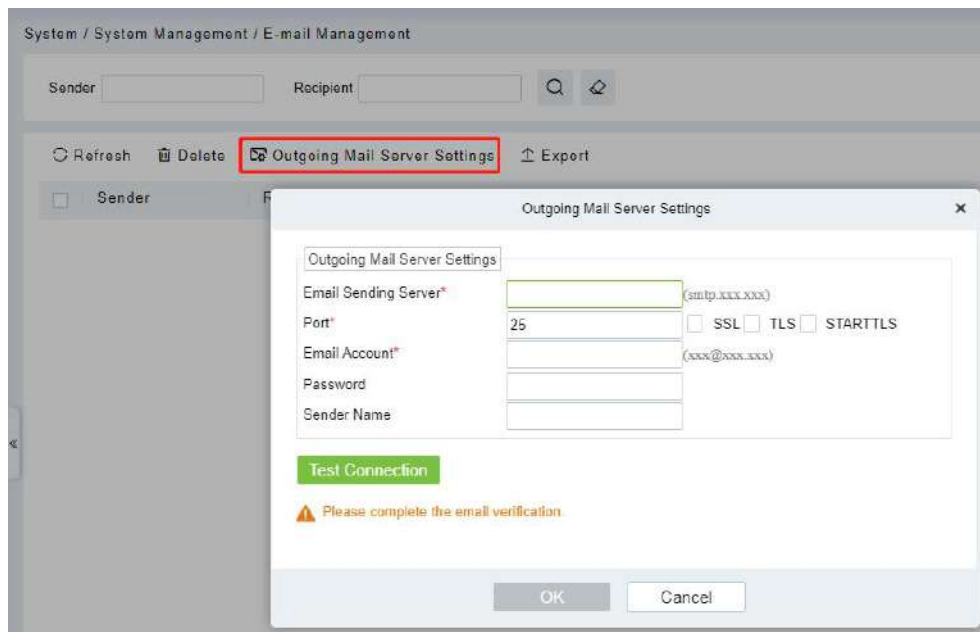 System / System Management / E-mail Management
Sender Recipient
Refresh Delete Outgoing Mail Server Settings Export
Sender R
Outgoing Mail Server Settings ×
Outgoing Mail Server Settings
Email Sending Server* (smtp.xxx.xxx)
Port* 25 SSL TLS STARTTLS
Email Account* (xxx@xxx.xxx)
Password
Sender Name
«
Test Connection
Please complete the email verification.
OK Cancel